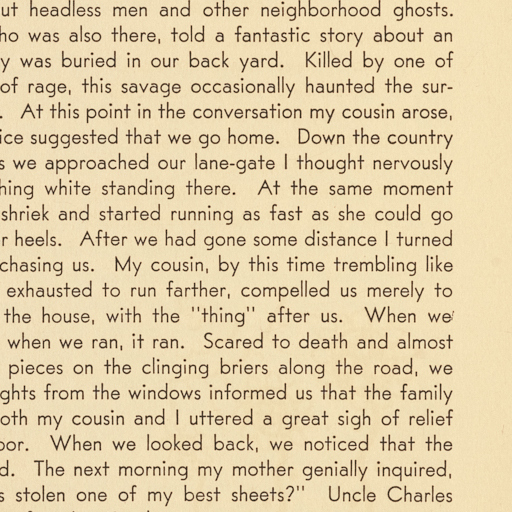 ut headless men and other neighborhood ghosts.
ho was also there, told a fantastic story about an
y was buried in our back yard. Killed by one of
of rage, this savage occasionally haunted the sur-
. At this point in the conversation my cousin arose,
ice suggested that we go home. Down the country
s we approached our lane-gate I thought nervously
hing white standing there. At the same moment
shriek and started running as fast as she could go
r heels. After we had gone some distance I turned
chasing us. My cousin, by this time trembling like
exhausted to run farther, compelled us merely to
the house, with the "thing" after us. When we
when we ran, it ran. Scared to death and almost
pieces on the clinging briers along the road, we
ghts from the windows informed us that the family
oth my cousin and I uttered a great sigh of relief
oor. When we looked back, we noticed that the
d. The next morning my mother genially inquired,
s stolen one of my best sheets?" Uncle Charles